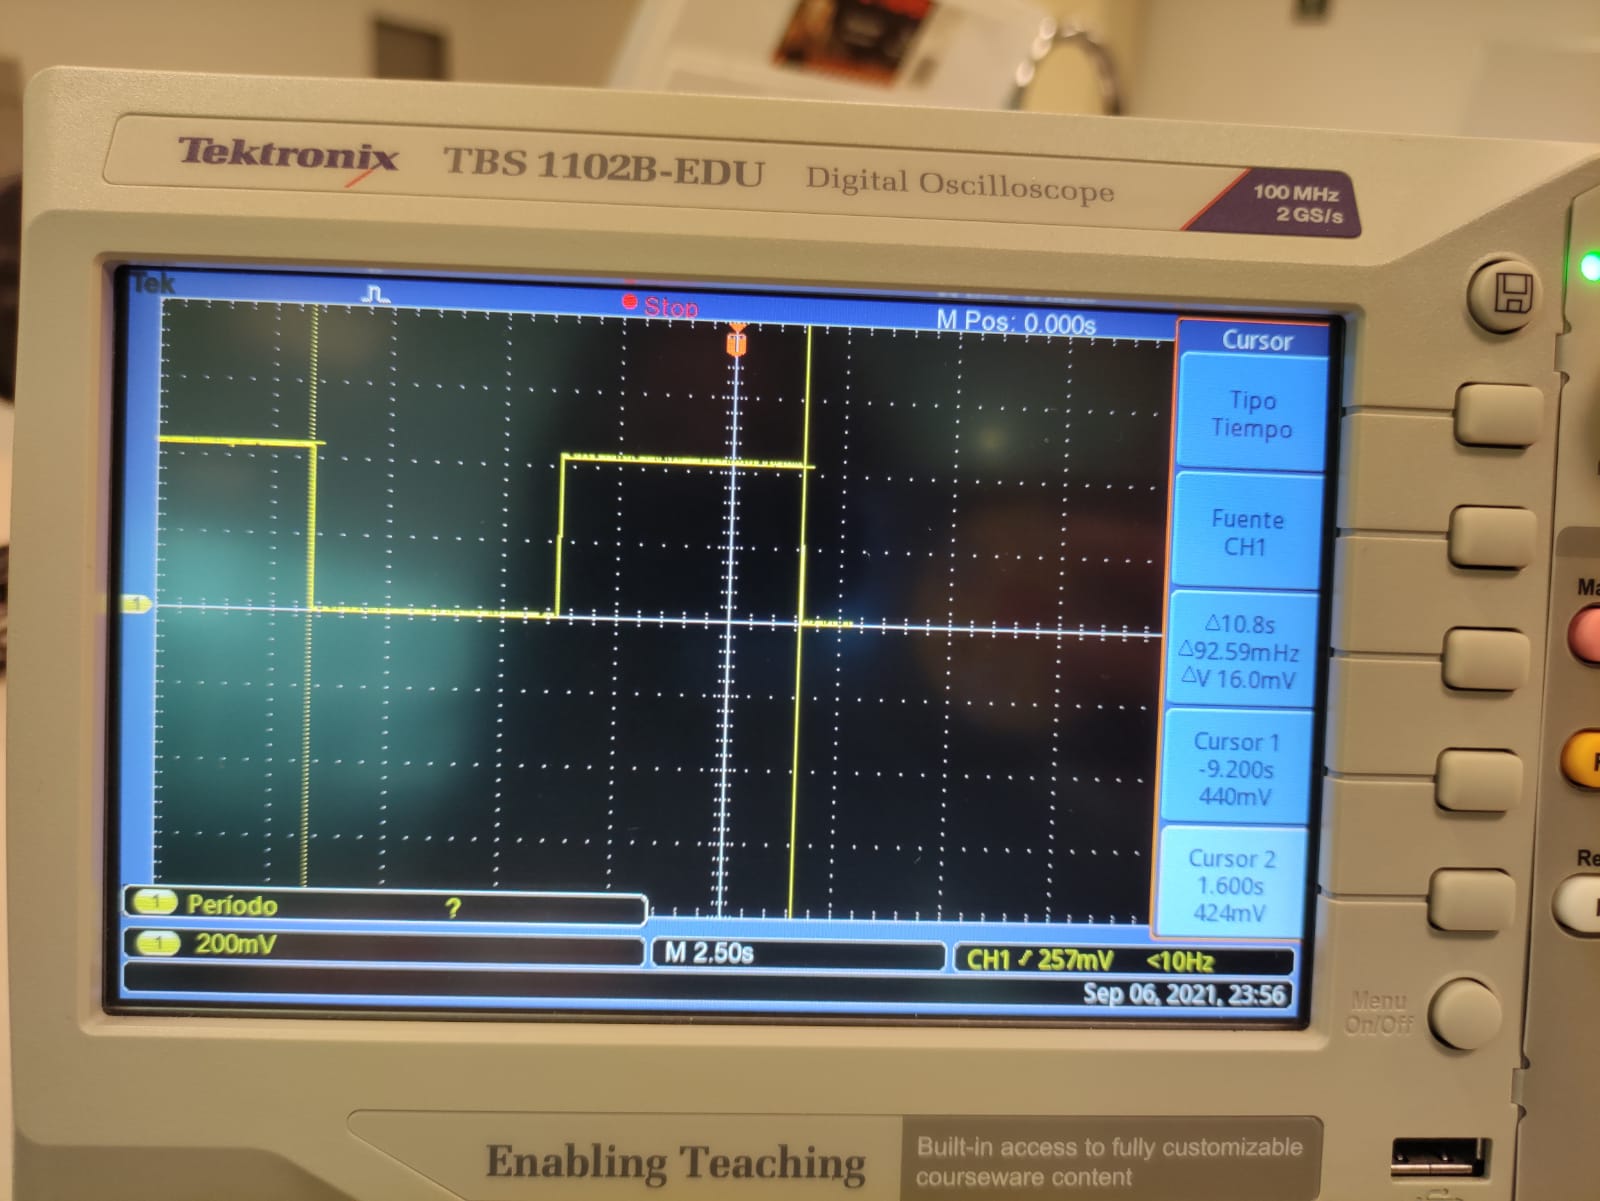 Tektronix TBS 1102B-EDU Digital Oscilloscope
100 MHz
2 GS/s
Tek
Stop
M Pos: 0.000s
T
Cursor
Tipo
Tiempo
Fuente
CH1
△10.8s
△92.59mHz
△V 16.0mV
Cursor 1
-9.200s
440mV
Cursor 2
1.600s
424mV
1
1 Período ?
1 200mV
M 2.50s
CH1 257mV <10Hz
Sep 06, 2021, 23:56
Menu
On/Off
Ma
Re
Enabling Teaching
Built-in access to fully customizable
courseware content